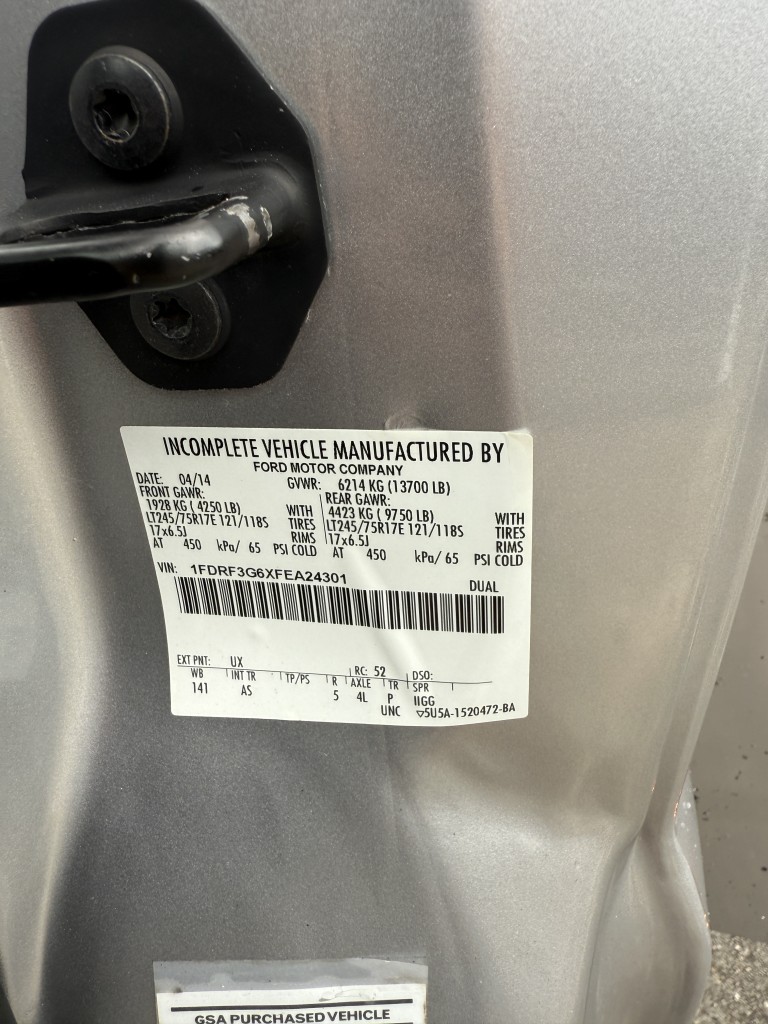 INCOMPLETE VEHICLE MANUFACTURED BY
FORD MOTOR COMPANY
DATE: 04/14 GVWR: 6214 KG (13700 LB)
FRONT GAWR: REAR GAWR:
1928 KG ( 4250 LB) WITH 4423 KG ( 9750 LB) WITH
LT245/75R17E 121/118S TIRES LT245/75R17E 121/118S TIRES
17x6.5J RIMS 17x6.5J RIMS
AT 450 kPa/ 65 PSI COLD AT 450 kPa/ 65 PSI COLD
VIN: 1FDRF3G6XFEA24301 DUAL
EXT PNT: UX RC: 52 DSO:
WB INT TR TP/PS R AXLE TR SPR
141 AS 5 4L P IIGG
UNC ▽5U5A-1520472-BA
GSA PURCHASED VEHICLE